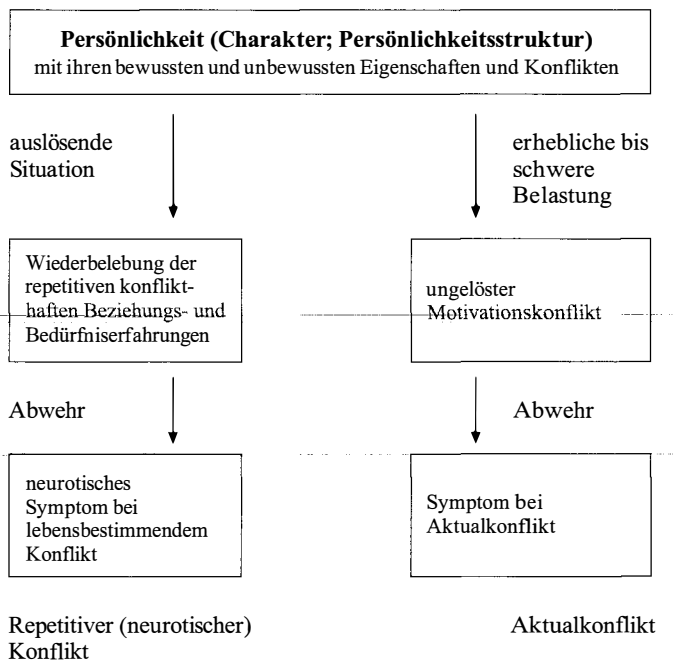 Persönlichkeit (Charakter; Persönlichkeitsstruktur)
mit ihren bewussten und unbewussten Eigenschaften und Konflikten
auslösende
Situation
erhebliche bis
schwere
Belastung
Wiederbelebung der
repetitiven konflikt-
haften Beziehungs- und
Bedürfniserfahrungen
ungelöster
Motivationskonflikt
Abwehr
Abwehr
neurotisches
Symptom bei
lebensbestimmendem
Konflikt
Symptom bei
Aktualkonflikt
Repetitiver (neurotischer)
Konflikt
Aktualkonflikt